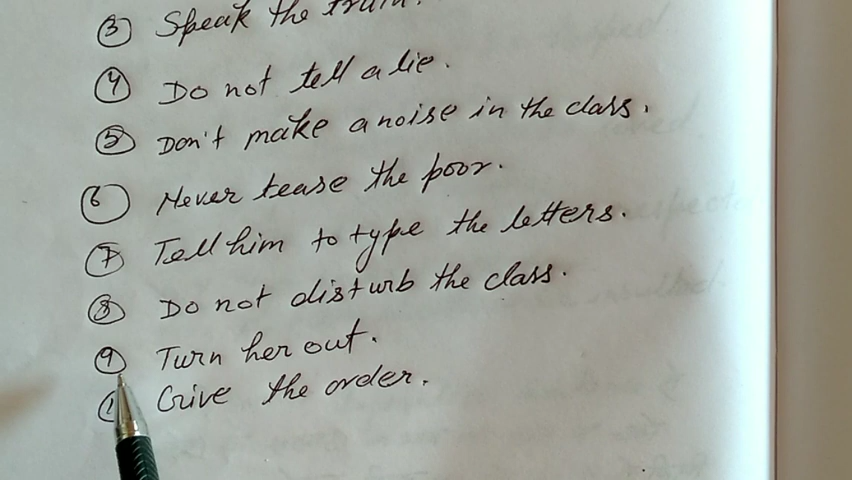 ③ Speak the truth.
④ Do not tell a lie.
⑤ Don't make a noise in the class.
⑥ Never tease the poor.
⑦ Tell him to type the letters.
⑧ Do not disturb the class.
⑨ Turn her out.
Give the order.